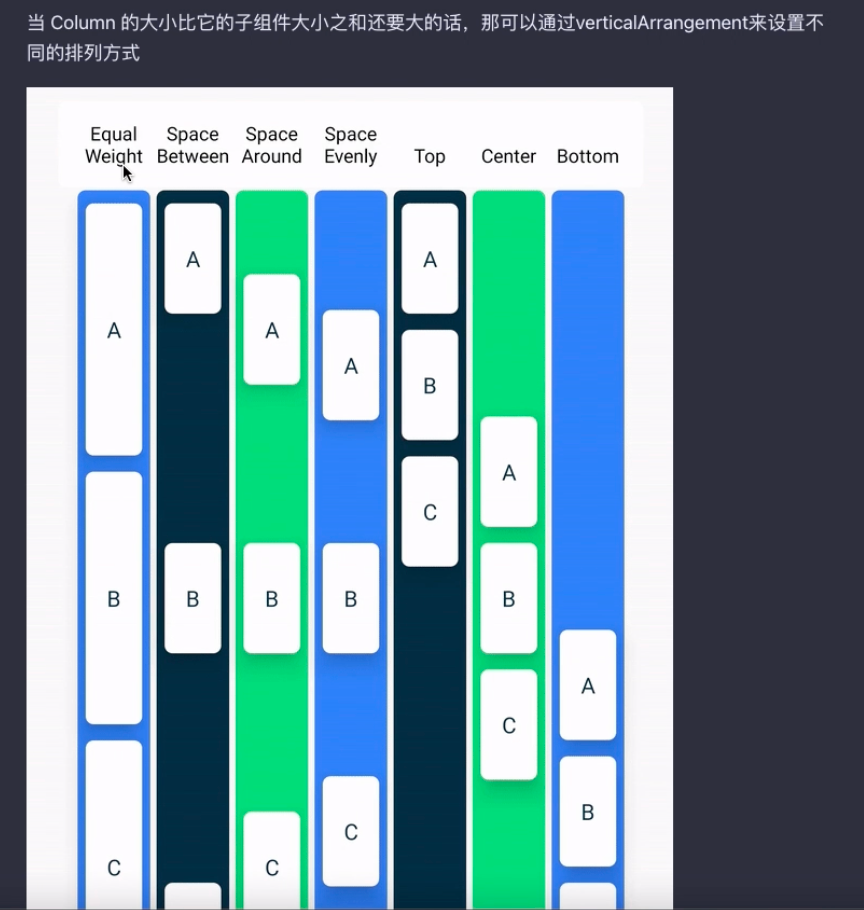 当 Column 的大小比它的子组件大小之和还要大的话，那可以通过verticalArrangement来设置不
同的排列方式
Equal Space Space Space
Weight Between Around Evenly Top Center Bottom
A A
A A
A
B
B B B B
C A
B
A
C
B
C
C C